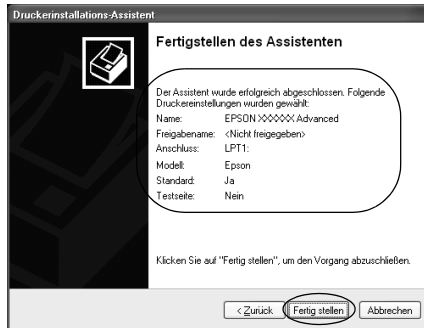 Druckerinstallations-Assistent
Fertigstellen des Assistenten
Der Assistent wurde erfolgreich abgeschlossen. Folgende
Druckereinstellungen wurden gewählt:
Name: EPSON XXXXXX Advanced
Freigabename: <Nicht freigegeben>
Anschluss: LPT1:
Modell: Epson
Standard: Ja
Testseite: Nein
Klicken Sie auf "Fertig stellen", um den Vorgang abzuschließen.
< Zurück Fertig stellen Abbrechen